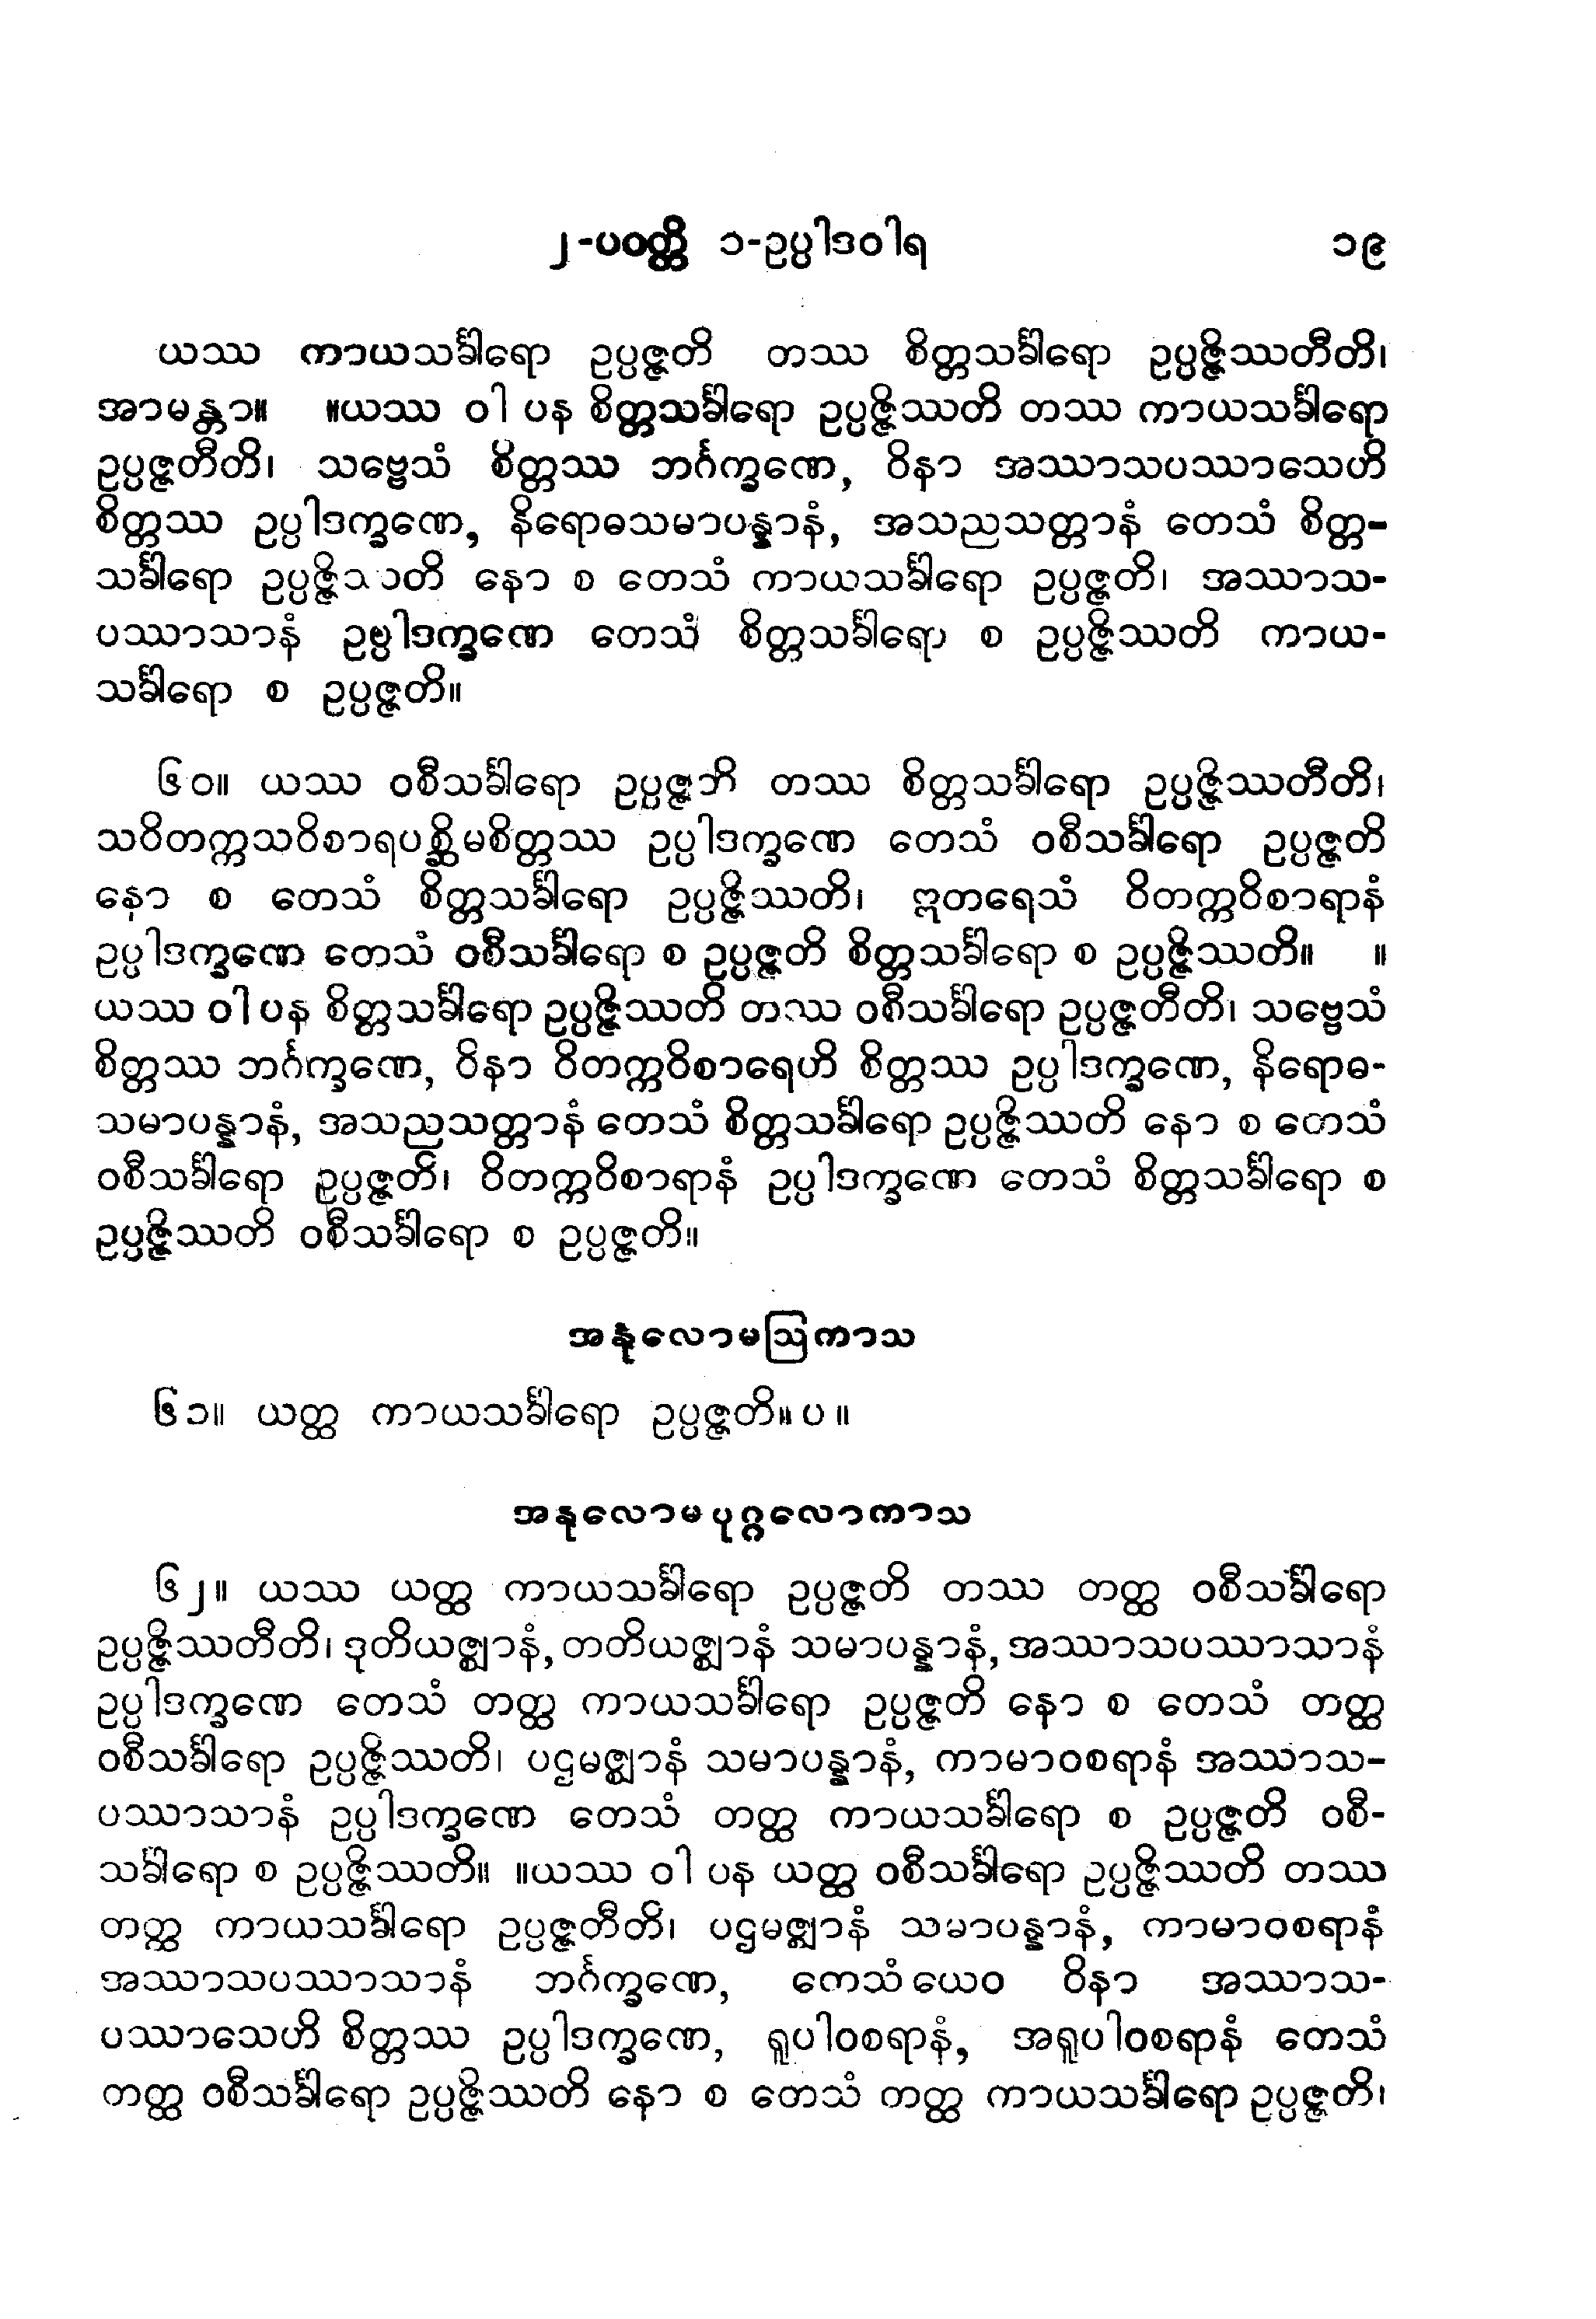 ၂-ပဝတ္တိ ၁-ဥပ္ပါဒဝါရ ၁၉
ယဿ ကာယသင်္ခါရော ဥပ္ပဇ္ဇတိ တဿ စိတ္တသင်္ခါရော ဥပ္ပဇ္ဇိဿတီတိ၊
အာမန္တာ။ ။ယဿ ဝါ ပန စိတ္တသင်္ခါရော ဥပ္ပဇ္ဇိဿတိ တဿ ကာယသင်္ခါရော
ဥပ္ပဇ္ဇတီတိ၊ သဗ္ဗေသံ စိတ္တဿ ဘင်္ဂက္ခဏေ, ဝိနာ အဿာသပဿာသေဟိ
စိတ္တဿ ဥပ္ပါဒက္ခဏေ, နိရောဓသမာပန္နာနံ, အသညသတ္တာနံ တေသံ စိတ္တ-
သင်္ခါရော ဥပ္ပဇ္ဇိဿတိ နော စ တေသံ ကာယသင်္ခါရော ဥပ္ပဇ္ဇတိ၊ အဿာသ-
ပဿာသာနံ ဥပ္ပါဒက္ခဏေ တေသံ စိတ္တသင်္ခါရော စ ဥပ္ပဇ္ဇိဿတိ ကာယ-
သင်္ခါရော စ ဥပ္ပဇ္ဇတိ။
၆၀။ ယဿ ဝစီသင်္ခါရော ဥပ္ပဇ္ဇတိ တဿ စိတ္တသင်္ခါရော ဥပ္ပဇ္ဇိဿတီတိ၊
သဝိတက္ကသဝိစာရပစ္ဆိမစိတ္တဿ ဥပ္ပါဒက္ခဏေ တေသံ ဝစီသင်္ခါရော ဥပ္ပဇ္ဇတိ
နော စ တေသံ စိတ္တသင်္ခါရော ဥပ္ပဇ္ဇိဿတိ၊ ဣတရေသံ ဝိတက္ကဝိစာရာနံ
ဥပ္ပါဒက္ခဏေ တေသံ ဝစီသင်္ခါရော စ ဥပ္ပဇ္ဇတိ စိတ္တသင်္ခါရော စ ဥပ္ပဇ္ဇိဿတိ။ ။
ယဿ ဝါ ပန စိတ္တသင်္ခါရော ဥပ္ပဇ္ဇိဿတိ တဿ ဝစီသင်္ခါရော ဥပ္ပဇ္ဇတီတိ၊ သဗ္ဗေသံ
စိတ္တဿ ဘင်္ဂက္ခဏေ, ဝိနာ ဝိတက္ကဝိစာရေဟိ စိတ္တဿ ဥပ္ပါဒက္ခဏေ, နိရောဓ-
သမာပန္နာနံ, အသညသတ္တာနံ တေသံ စိတ္တသင်္ခါရော ဥပ္ပဇ္ဇိဿတိ နော စ တေသံ
ဝစီသင်္ခါရော ဥပ္ပဇ္ဇတိ၊ ဝိတက္ကဝိစာရာနံ ဥပ္ပါဒက္ခဏေ တေသံ စိတ္တသင်္ခါရော စ
ဥပ္ပဇ္ဇိဿတိ ဝစီသင်္ခါရော စ ဥပ္ပဇ္ဇတိ။
အနုလောမဩကာသ
၆၁။ ယတ္ထ ကာယသင်္ခါရော ဥပ္ပဇ္ဇတိ။ပ။
အနုလောမပုဂ္ဂလောကာသ
၆၂။ ယဿ ယတ္ထ ကာယသင်္ခါရော ဥပ္ပဇ္ဇတိ တဿ တတ္ထ ဝစီသင်္ခါရော
ဥပ္ပဇ္ဇိဿတီတိ၊ ဒုတိယဇ္ဈာနံ, တတိယဇ္ဈာနံ သမာပန္နာနံ, အဿာသပဿာသာနံ
ဥပ္ပါဒက္ခဏေ တေသံ တတ္ထ ကာယသင်္ခါရော ဥပ္ပဇ္ဇတိ နော စ တေသံ တတ္ထ
ဝစီသင်္ခါရော ဥပ္ပဇ္ဇိဿတိ၊ ပဌမဇ္ဈာနံ သမာပန္နာနံ, ကာမာဝစရာနံ အဿာသ-
ပဿာသာနံ ဥပ္ပါဒက္ခဏေ တေသံ တတ္ထ ကာယသင်္ခါရော စ ဥပ္ပဇ္ဇတိ ဝစီ-
သင်္ခါရော စ ဥပ္ပဇ္ဇိဿတိ။ ။ယဿ ဝါ ပန ယတ္ထ ဝစီသင်္ခါရော ဥပ္ပဇ္ဇိဿတိ တဿ
တတ္ထ ကာယသင်္ခါရော ဥပ္ပဇ္ဇတီတိ၊ ပဌမဇ္ဈာနံ သမာပန္နာနံ, ကာမာဝစရာနံ
အဿာသပဿာသာနံ ဘင်္ဂက္ခဏေ, တေသံယေဝ ဝိနာ အဿာသ-
ပဿာသေဟိ စိတ္တဿ ဥပ္ပါဒက္ခဏေ, ရူပါဝစရာနံ, အရူပါဝစရာနံ တေသံ
တတ္ထ ဝစီသင်္ခါရော ဥပ္ပဇ္ဇိဿတိ နော စ တေသံ တတ္ထ ကာယသင်္ခါရော ဥပ္ပဇ္ဇတိ၊